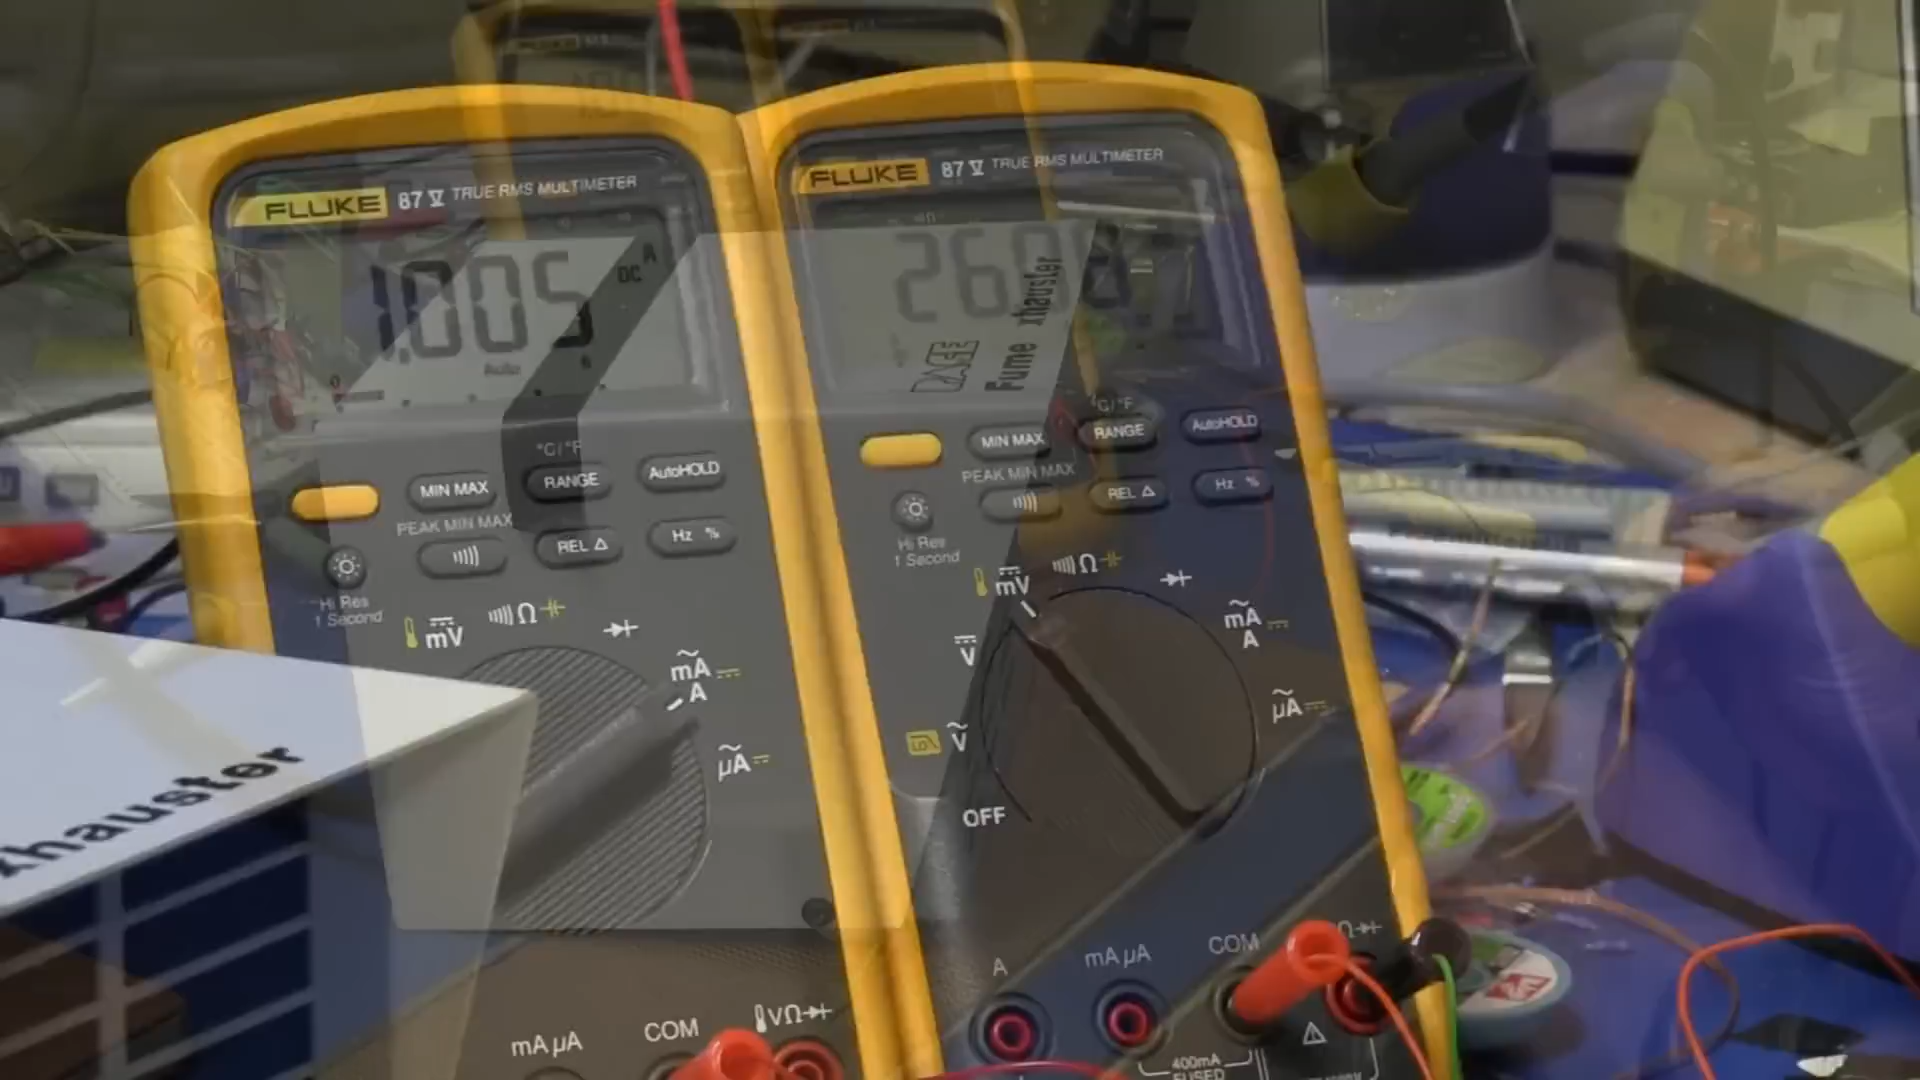 FLUKE 87 V TRUE RMS MULTIMETER
1.005 DC A
Auto
°C/°F
MIN MAX RANGE AutoHOLD
PEAK MIN MAX
REL Δ Hz %
Hi Res
1 Second
mV Ω
mA
A
µA
mA µA COM VΩ
FLUKE 87 V TRUE RMS MULTIMETER
Fume xhauster
°C/°F
MIN MAX RANGE AutoHOLD
PEAK MIN MAX
REL Δ Hz %
Hi Res
1 Second
mV Ω
V
mA
A
V
µA
OFF
A mA µA COM Ω
400mA
FUSED
xhauster